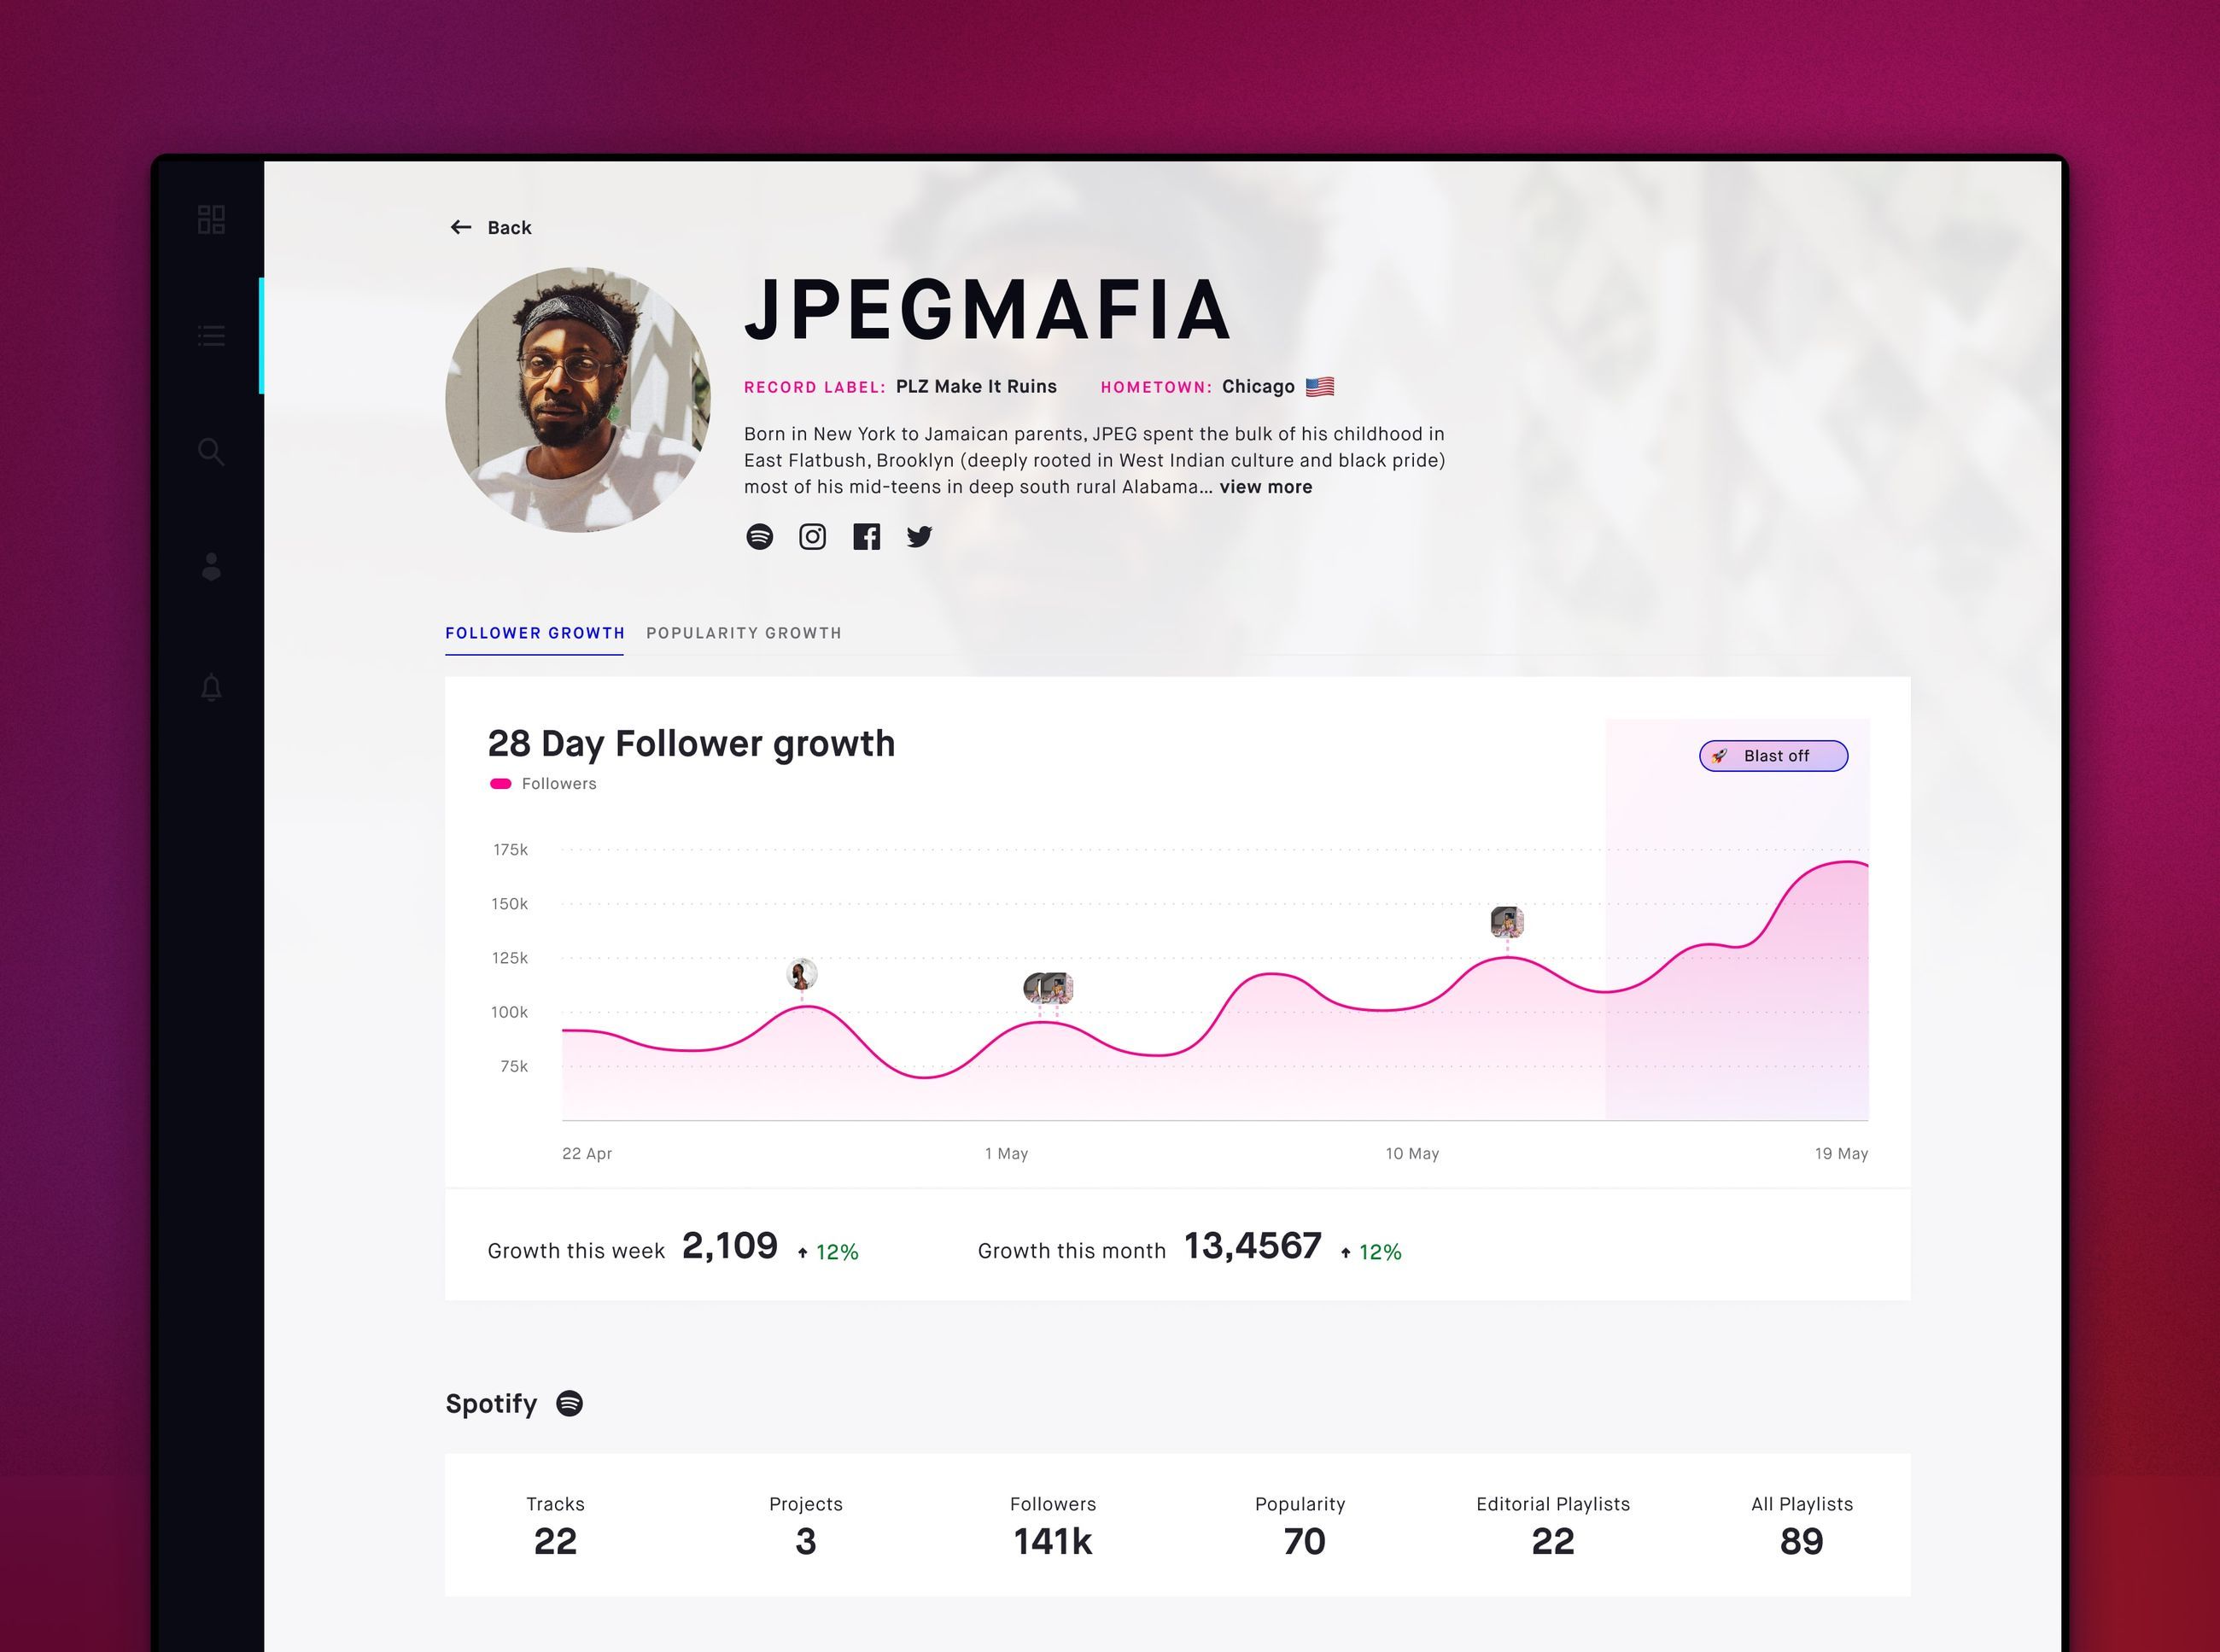 Back
JPEGMAFIA
RECORD LABEL: PLZ Make It Ruins HOMETOWN: Chicago
Born in New York to Jamaican parents, JPEG spent the bulk of his childhood in
East Flatbush, Brooklyn (deeply rooted in West Indian culture and black pride)
most of his mid-teens in deep south rural Alabama... view more
FOLLOWER GROWTH POPULARITY GROWTH
28 Day Follower growth
Blast off
Followers
175k
150k
125k
100k
75k
22 Apr 1 May 10 May 19 May
Growth this week 2,109 12% Growth this month 13,4567 12%
Spotify
Tracks Projects Followers Popularity Editorial Playlists All Playlists
22 3 141k 70 22 89